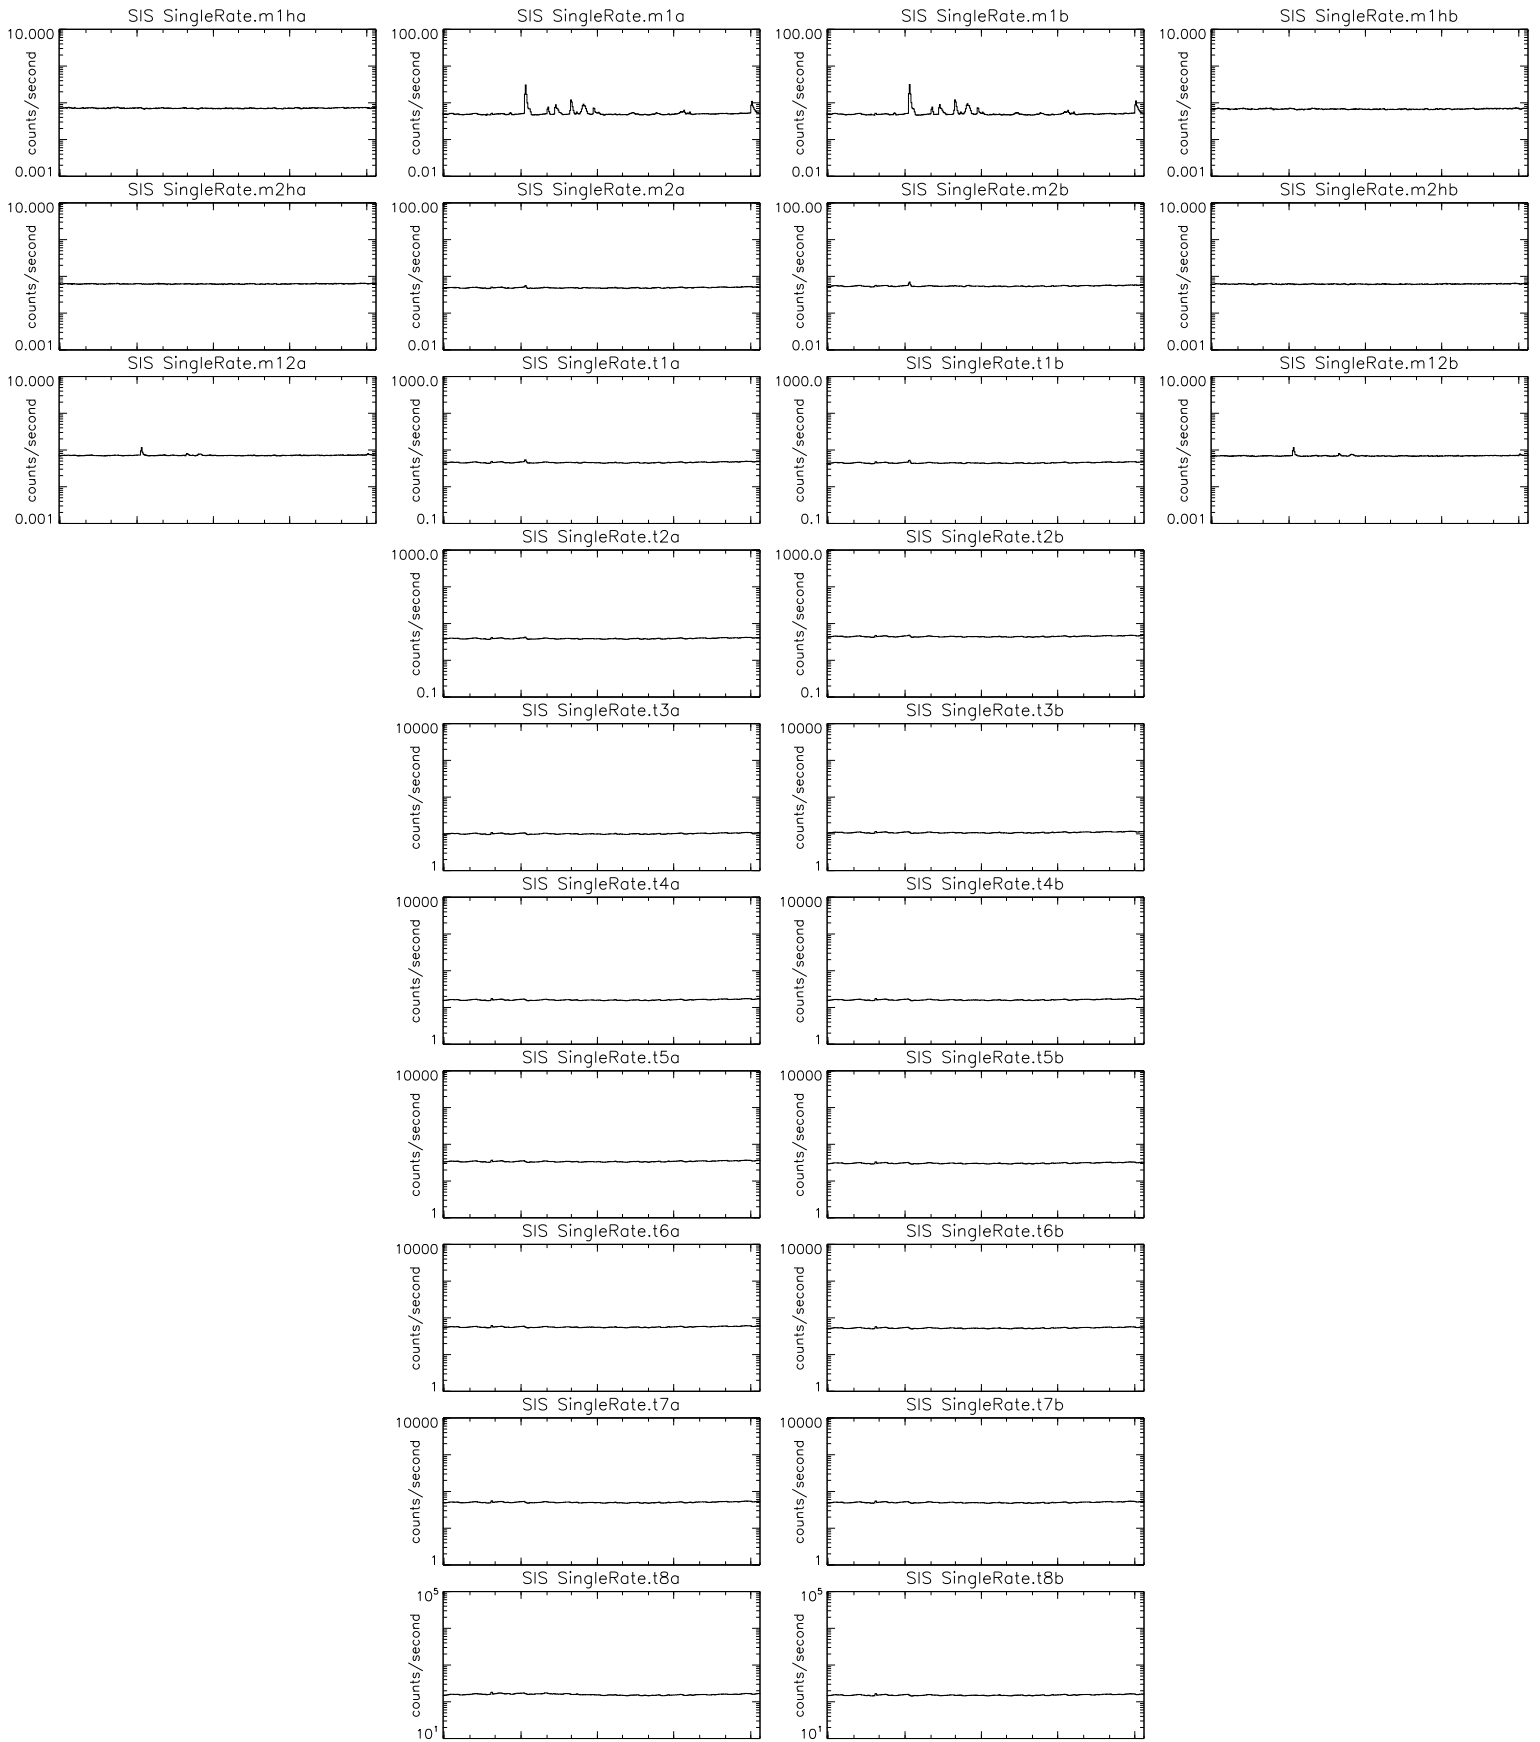 SIS SingleRate.m1ha
10.000
counts/second
0.001
SIS SingleRate.m1a
100.00
counts/second
0.01
SIS SingleRate.m1b
100.00
counts/second
0.01
SIS SingleRate.m1hb
10.000
counts/second
0.001
SIS SingleRate.m2ha
10.000
counts/second
0.001
SIS SingleRate.m2a
100.00
counts/second
0.01
SIS SingleRate.m2b
100.00
counts/second
0.01
SIS SingleRate.m2hb
10.000
counts/second
0.001
SIS SingleRate.m12a
10.000
counts/second
0.001
SIS SingleRate.t1a
1000.0
counts/second
0.1
SIS SingleRate.t1b
1000.0
counts/second
0.1
SIS SingleRate.m12b
10.000
counts/second
0.001
SIS SingleRate.t2a
1000.0
counts/second
0.1
SIS SingleRate.t2b
1000.0
counts/second
0.1
SIS SingleRate.t3a
10000
counts/second
1
SIS SingleRate.t3b
10000
counts/second
1
SIS SingleRate.t4a
10000
counts/second
1
SIS SingleRate.t4b
10000
counts/second
1
SIS SingleRate.t5a
10000
counts/second
1
SIS SingleRate.t5b
10000
counts/second
1
SIS SingleRate.t6a
10000
counts/second
1
SIS SingleRate.t6b
10000
counts/second
1
SIS SingleRate.t7a
10000
counts/second
1
SIS SingleRate.t7b
10000
counts/second
1
SIS SingleRate.t8a
10⁵
counts/second
10¹
SIS SingleRate.t8b
10⁵
counts/second
10¹